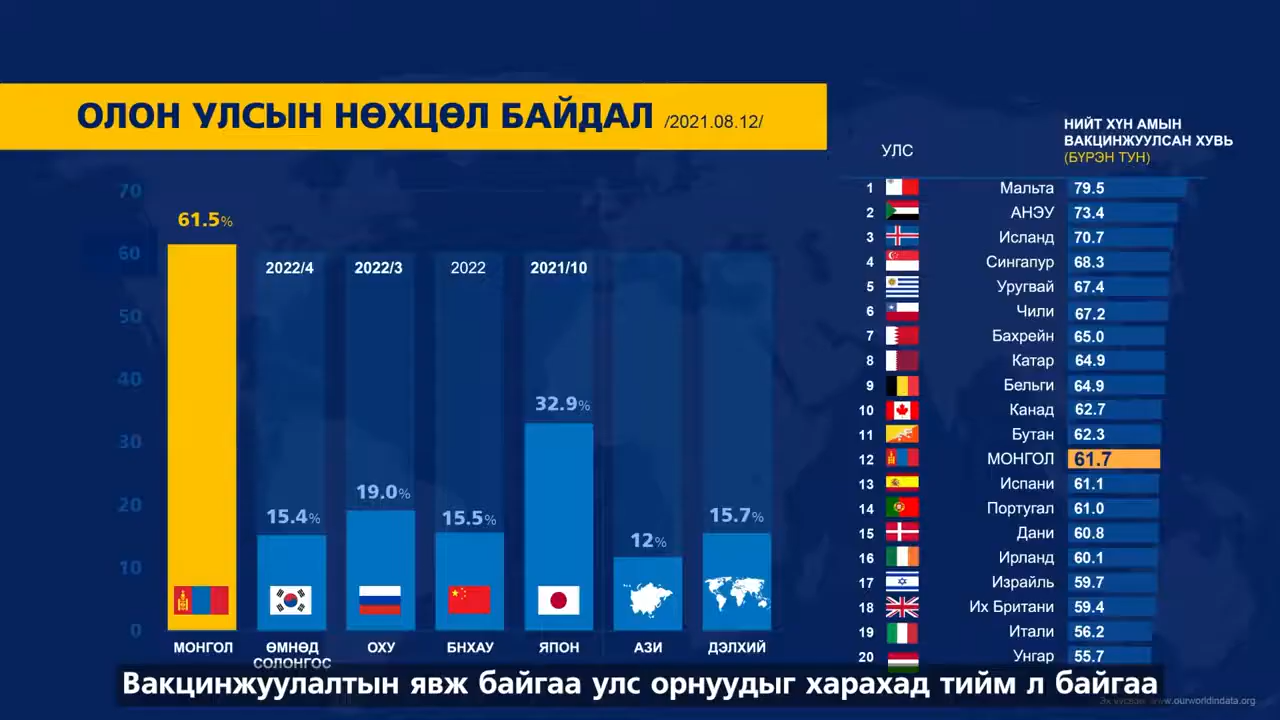 ОЛОН УЛСЫН НӨХЦӨЛ БАЙДАЛ /2021.08.12/
70
60
50
40
30
20
10
0
61.5%
2022/4
2022/3
2022
2021/10
15.4%
19.0%
15.5%
32.9%
12%
15.7%
МОНГОЛ
ӨМНӨД СОЛОНГОС
ОХУ
БНХАУ
ЯПОН
АЗИ
ДЭЛХИЙ
УЛС
НИЙТ ХҮН АМЫН
ВАКЦИНЖУУЛСАН ХУВЬ
(БҮРЭН ТУН)
1 Мальта 79.5
2 АНЭУ 73.4
3 Исланд 70.7
4 Сингапур 68.3
5 Уругвай 67.4
6 Чили 67.2
7 Бахрейн 65.0
8 Катар 64.9
9 Бельги 64.9
10 Канад 62.7
11 Бутан 62.3
12 МОНГОЛ 61.7
13 Испани 61.1
14 Португал 61.0
15 Дани 60.8
16 Ирланд 60.1
17 Израйль 59.7
18 Их Британи 59.4
19 Итали 56.2
20 Унгар 55.7
Вакцинжуулалтын явж байгаа улс орнуудыг харахад тийм л байгаа
www.ourworldindata.org